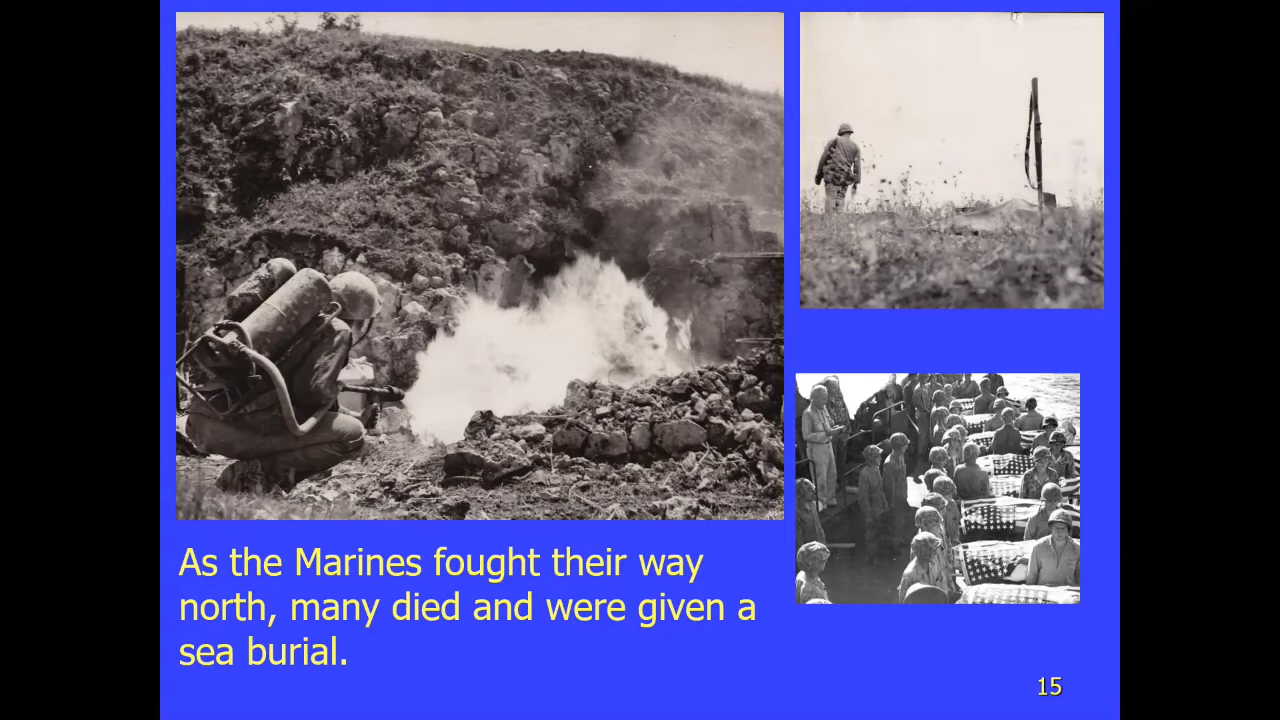 As the Marines fought their way
north, many died and were given a
sea burial.
15